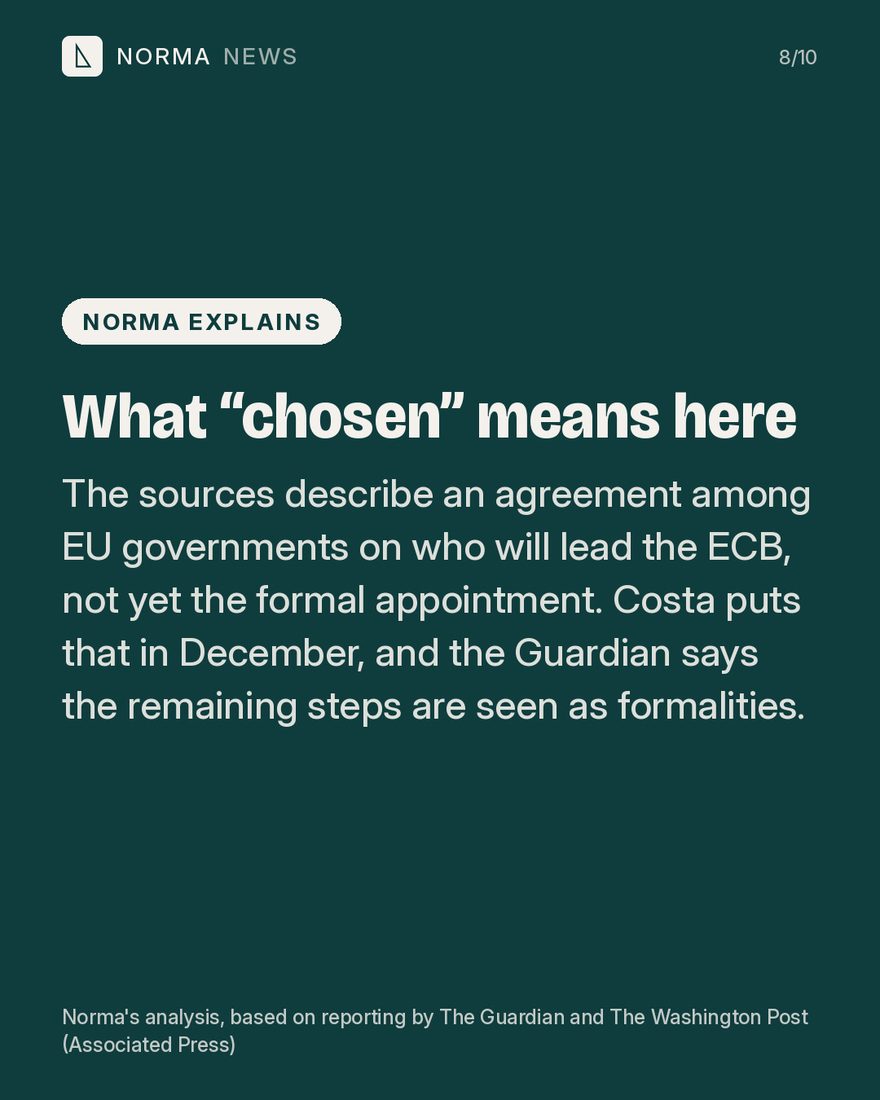 NORMA NEWS
8/10
NORMA EXPLAINS
What “chosen” means here
The sources describe an agreement among
EU governments on who will lead the ECB,
not yet the formal appointment. Costa puts
that in December, and the Guardian says
the remaining steps are seen as formalities.
Norma's analysis, based on reporting by The Guardian and The Washington Post
(Associated Press)